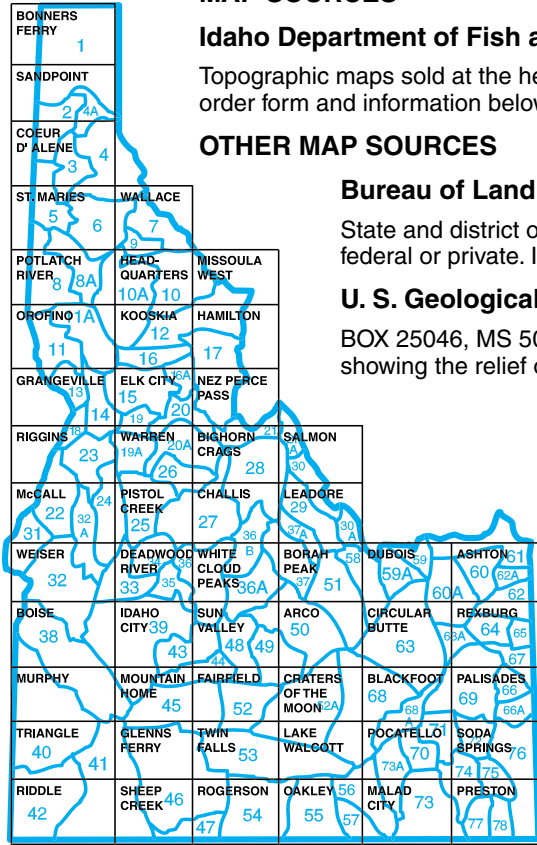 MAP SOURCES
Idaho Department of Fish a
Topographic maps sold at the he
order form and information below
OTHER MAP SOURCES
Bureau of Land
State and district o
federal or private. I
U. S. Geological
BOX 25046, MS 50
showing the relief o
BONNERS
FERRY
1
SANDPOINT
2 4A
COEUR
D' ALENE
3 4
ST. MARIES WALLACE
5 6 7
9
POTLATCH HEAD- MISSOULA
RIVER QUARTERS WEST
8 8A 10A 10
OROFINO 1A KOOSKIA HAMILTON
12
11 16 17
GRANGEVILLE ELK CITY 16A NEZ PERCE
PASS
13 15
14 19 20
RIGGINS 18 WARREN BIGHORN 21 SALMON
CRAGS
19A 20A A
23 26 28 30
McCALL PISTOL CHALLIS LEADORE
CREEK
22 24 29
31 32 A 25 27 36 37A 30 A
WEISER DEADWOOD WHITE BORAH DUBOIS ASHTON
RIVER CLOUD PEAK
PEAKS
B 58 59 61
32 33 35 36 36A 37 51 59A 60 62A
60A 62
BOISE IDAHO SUN ARCO CIRCULAR REXBURG
CITY VALLEY BUTTE
38 39 50 63 63A 64 65
43 44 48 49 67
MURPHY MOUNTAIN FAIRFIELD CRATERS BLACKFOOT PALISADES
HOME OF THE
MOON
45 52 52A 68 69 66
68 A 66A
TRIANGLE GLENNS TWIN LAKE POCATELLO SODA
FERRY FALLS WALCOTT SPRINGS
40 41 53 70 71 76
73A 74 75
RIDDLE SHEEP ROGERSON OAKLEY MALAD PRESTON
CREEK CITY
42 46 47 54 55 56 57 73 77 78